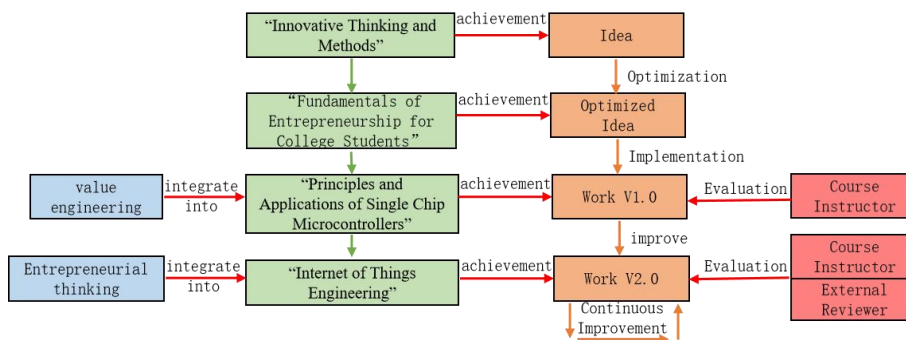 “Innovative Thinking and
Methods”
achievement
Idea
Optimization
“Fundamentals of
Entrepreneurship for
College Students”
achievement
Optimized
Idea
Implementation
value
engineering
integrate
into
“Principles and
Applications of Single Chip
Microcontrollers”
achievement
Work V1.0
Evaluation
Course
Instructor
improve
Entrepreneurial
thinking
integrate
into
“Internet of Things
Engineering”
achievement
Work V2.0
Evaluation
Course
Instructor
External
Reviewer
Continuous
Improvement